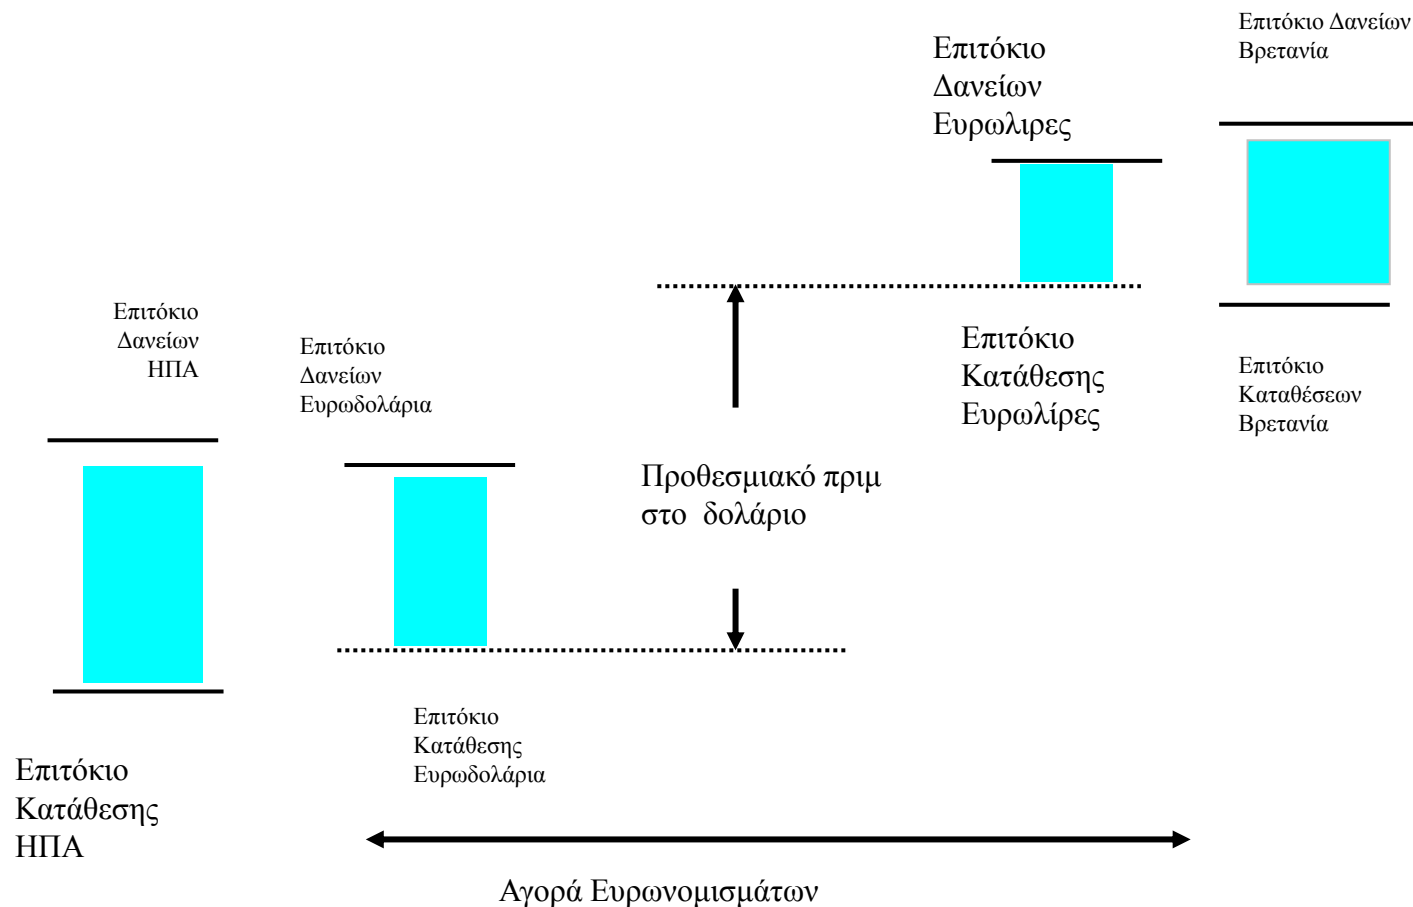 Επιτόκιο Δανείων
Βρετανία
Επιτόκιο
Δανείων
Ευρωλιρες
Επιτόκιο
Δανείων
ΗΠΑ
Επιτόκιο
Δανείων
Ευρωδολάρια
Επιτόκιο
Κατάθεσης
Ευρωλίρες
Επιτόκιο
Καταθέσεων
Βρετανία
Προθεσμιακό πριμ
στο δολάριο
Επιτόκιο
Κατάθεσης
Ευρωδολάρια
Επιτόκιο
Κατάθεσης
ΗΠΑ
Αγορά Ευρωνομισμάτων